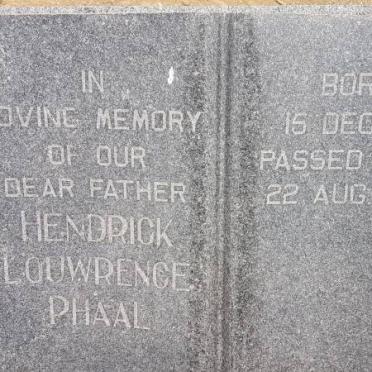 IN
OVING MEMORY
OF OUR
DEAR FATHER
HENDRICK
LOUWRENCE
PHAAL
BOR
15 DEC
PASSED
22 AUG.